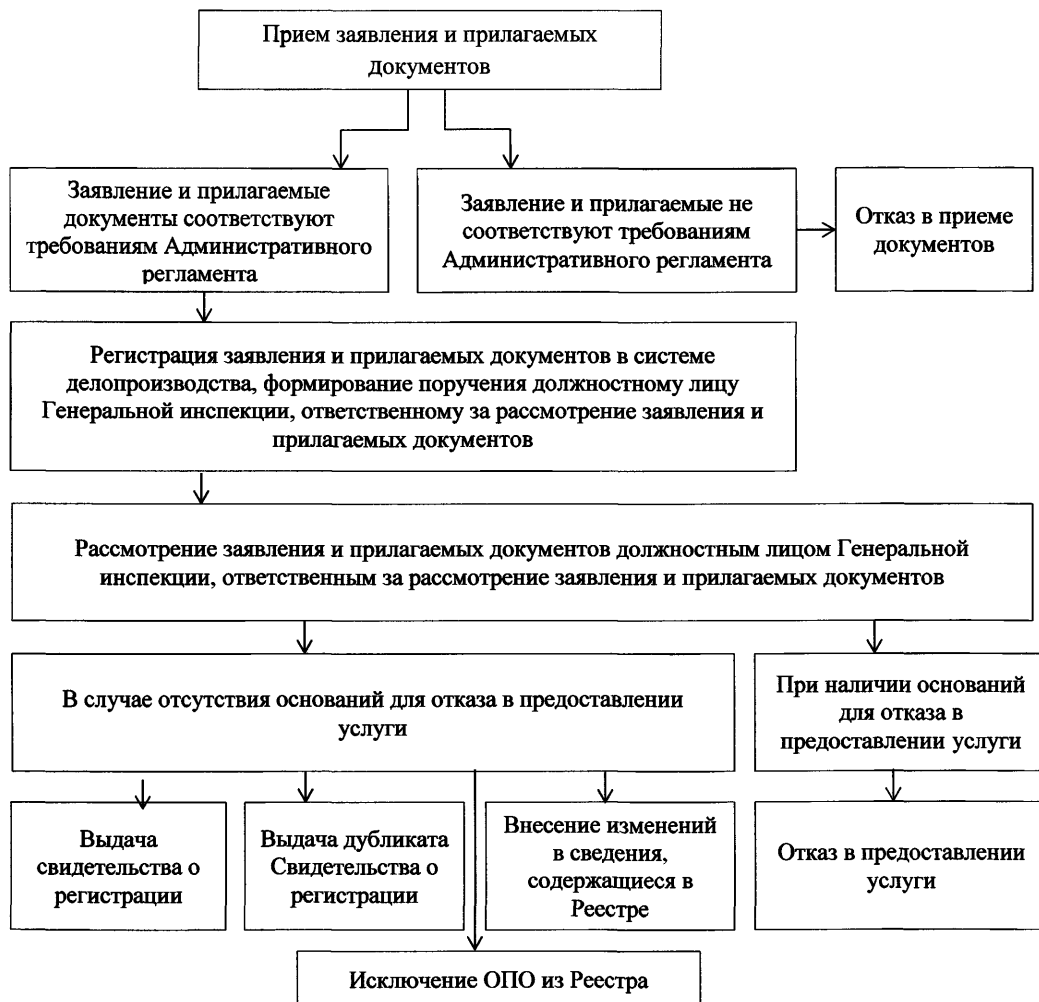 Прием заявления и прилагаемых
документов
Заявление и прилагаемые
документы соответствуют
требованиям Административного
регламента
Заявление и прилагаемые не
соответствуют требованиям
Административного регламента
Отказ в приеме
документов
Регистрация заявления и прилагаемых документов в системе
делопроизводства, формирование поручения должностному лицу
Генеральной инспекции, ответственному за рассмотрение заявления и
прилагаемых документов
Рассмотрение заявления и прилагаемых документов должностным лицом Генеральной
инспекции, ответственным за рассмотрение заявления и прилагаемых документов
В случае отсутствия оснований для отказа в предоставлении
услуги
При наличии оснований
для отказа в
предоставлении услуги
Выдача
свидетельства о
регистрации
Выдача дубликата
Свидетельства о
регистрации
Внесение изменений
в сведения,
содержащиеся в
Реестре
Отказ в предоставлении
услуги
Исключение ОПО из Реестра